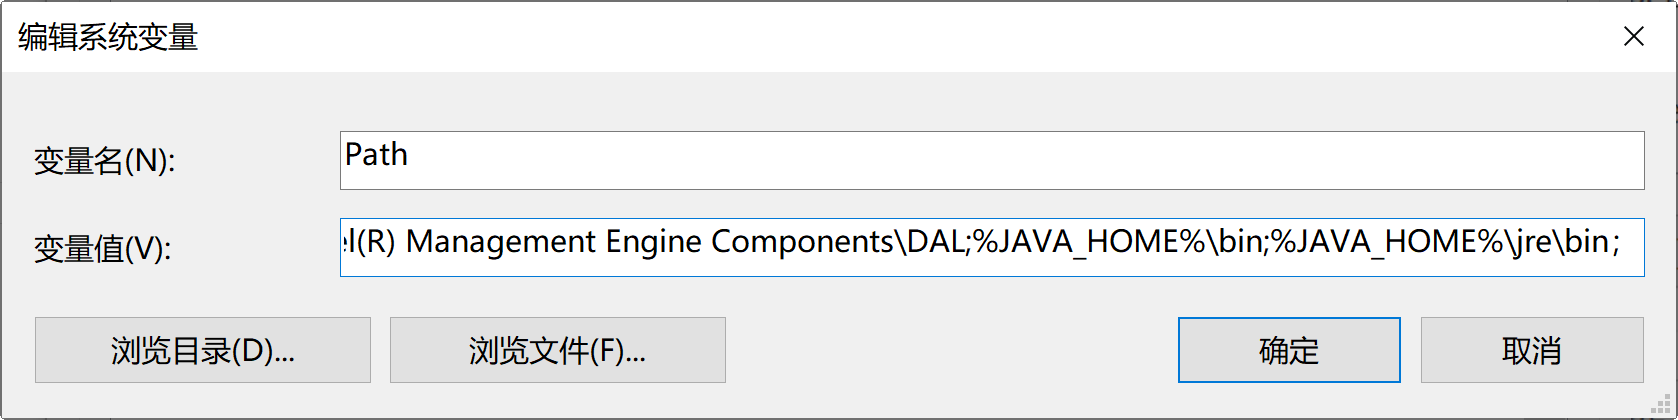 编辑系统变量
变量名(N):
Path
变量值(V):
el(R) Management Engine Components\DAL;%JAVA_HOME%\bin;%JAVA_HOME%\jre\bin；
浏览目录(D)...
浏览文件(F)...
确定
取消